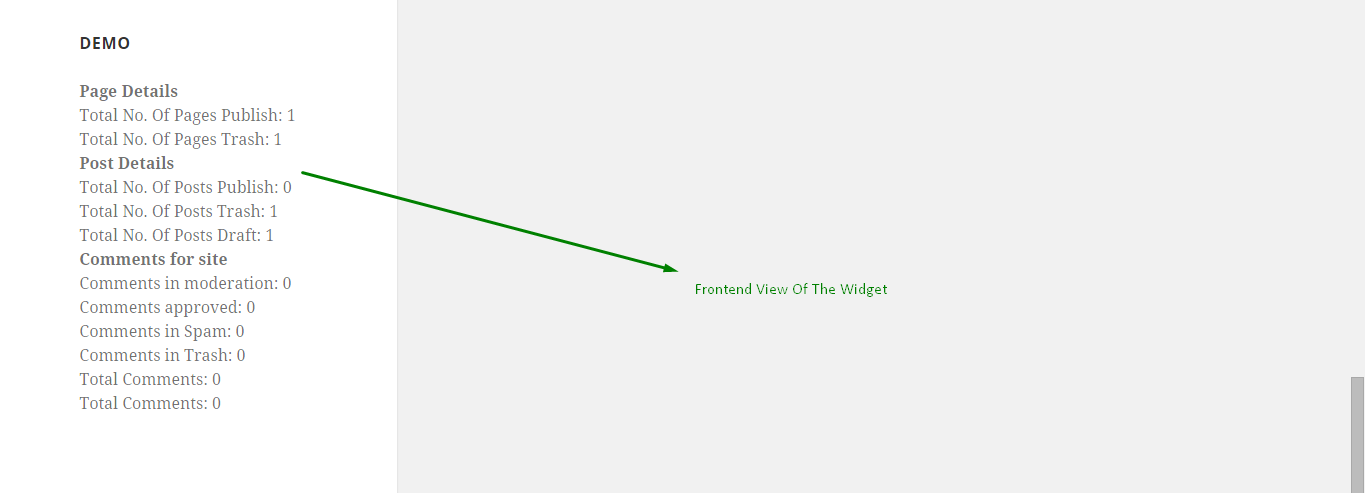 DEMO
Page Details
Total No. Of Pages Publish: 1
Total No. Of Pages Trash: 1
Post Details
Total No. Of Posts Publish: 0
Total No. Of Posts Trash: 1
Total No. Of Posts Draft: 1
Comments for site
Comments in moderation: 0
Comments approved: 0
Comments in Spam: 0
Comments in Trash: 0
Total Comments: 0
Total Comments: 0
Frontend View Of The Widget